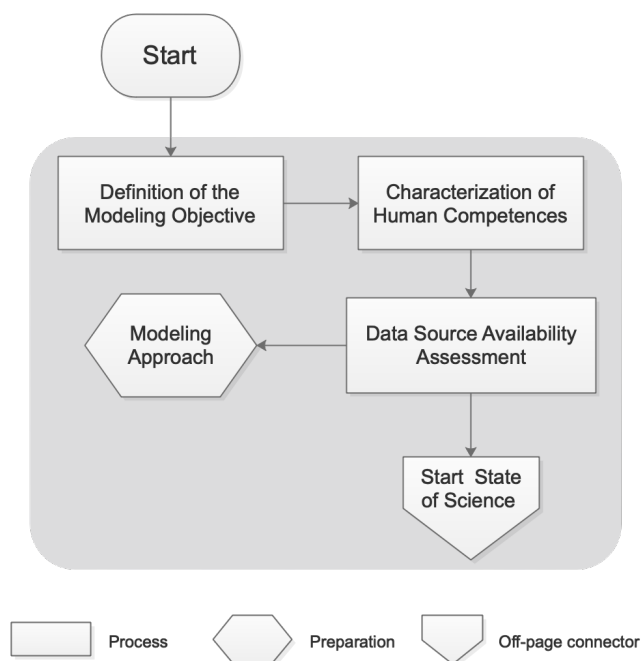 Start
Definition of the
Modeling Objective
Characterization of
Human Competences
Modeling
Approach
Data Source Availability
Assessment
Start State
of Science
Process
Preparation
Off-page connector